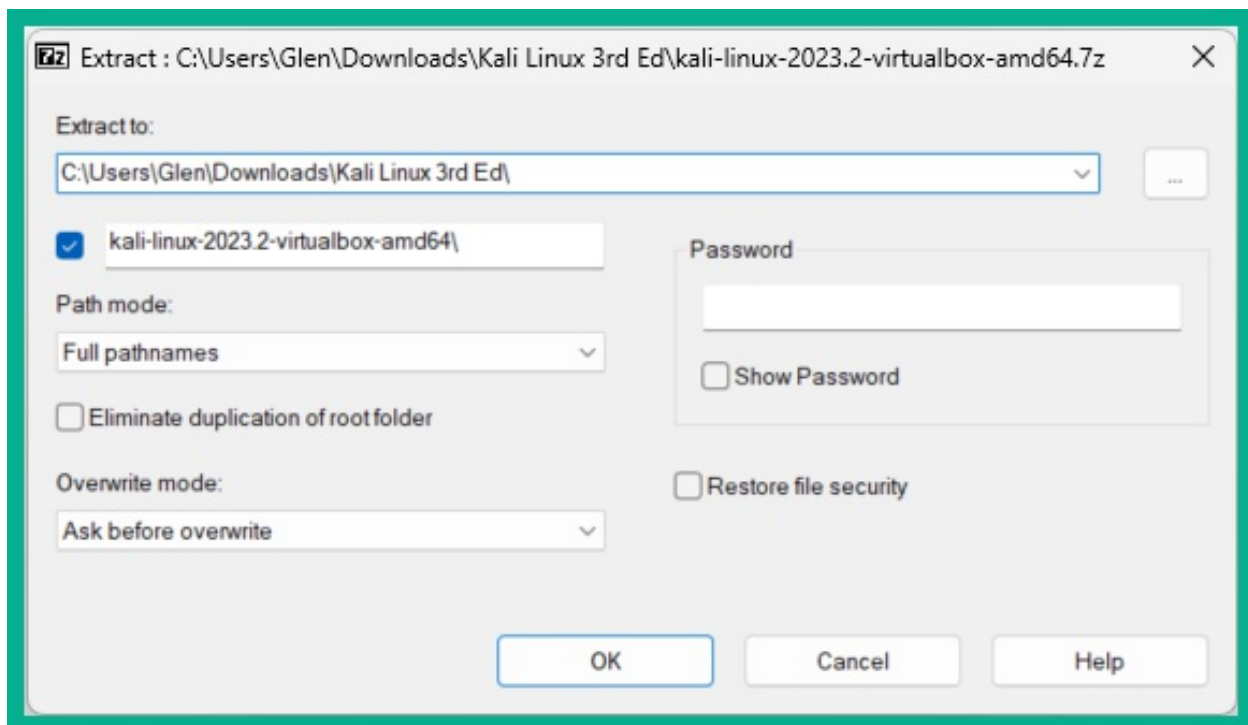 7z Extract : C:\Users\Glen\Downloads\Kali Linux 3rd Ed\kali-linux-2023.2-virtualbox-amd64.7z
Extract to:
C:\Users\Glen\Downloads\Kali Linux 3rd Ed\
...
kali-linux-2023.2-virtualbox-amd64\
Password
Path mode:
Full pathnames
Show Password
Eliminate duplication of root folder
Overwrite mode:
Restore file security
Ask before overwrite
OK
Cancel
Help